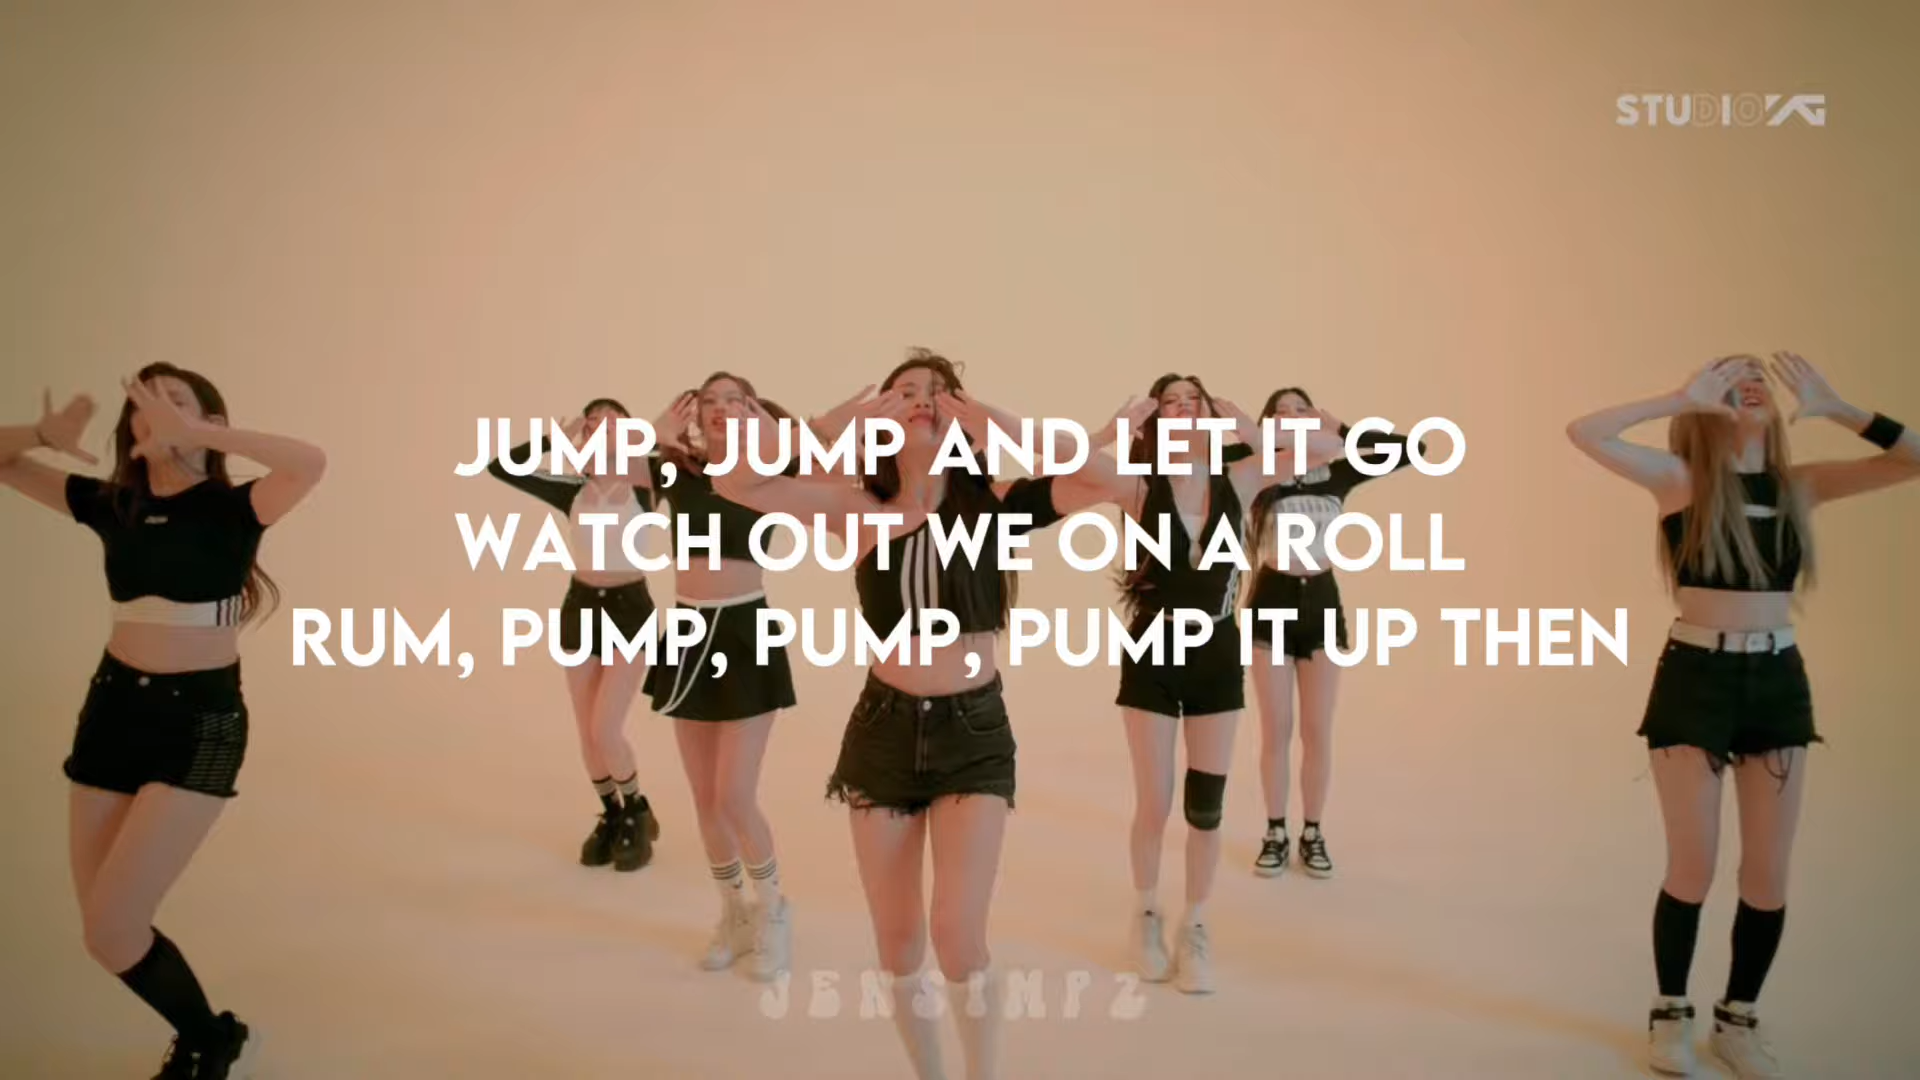 STUDIO YG
JUMP, JUMP AND LET IT GO
WATCH OUT WE ON A ROLL
RUM, PUMP, PUMP, PUMP IT UP THEN
JENSIMPZ